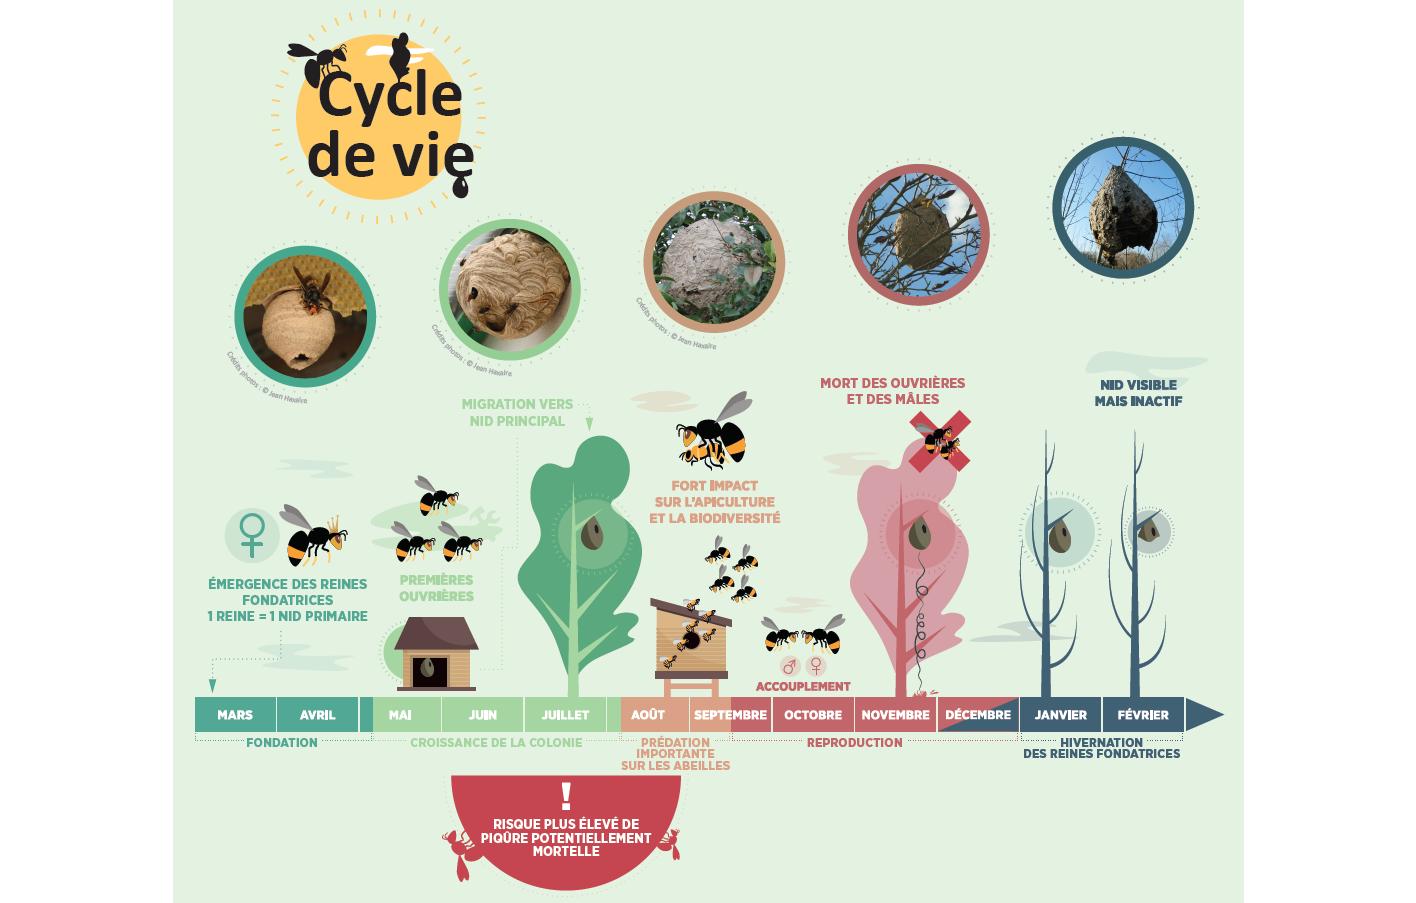 Cycle
de vie
Crédits photos : © Jean Haxaire
Crédits photos : © Jean Haxaire
Crédits photos : © Jean Haxaire
MIGRATION VERS
NID PRINCIPAL
MORT DES OUVRIÈRES
ET DES MÂLES
NID VISIBLE
MAIS INACTIF
FORT IMPACT
SUR L'APICULTURE
ET LA BIODIVERSITÉ
ÉMERGENCE DES REINES
FONDATRICES
1 REINE = 1 NID PRIMAIRE
PREMIÈRES
OUVRIÈRES
ACCOUPLEMENT
MARS AVRIL MAI JUIN JUILLET AOÛT SEPTEMBRE OCTOBRE NOVEMBRE DÉCEMBRE JANVIER FÉVRIER
FONDATION
CROISSANCE DE LA COLONIE
PRÉDATION
IMPORTANTE
SUR LES ABEILLES
REPRODUCTION
HIVERNATION
DES REINES FONDATRICES
!
RISQUE PLUS ÉLEVÉ DE
PIQÛRE POTENTIELLEMENT
MORTELLE